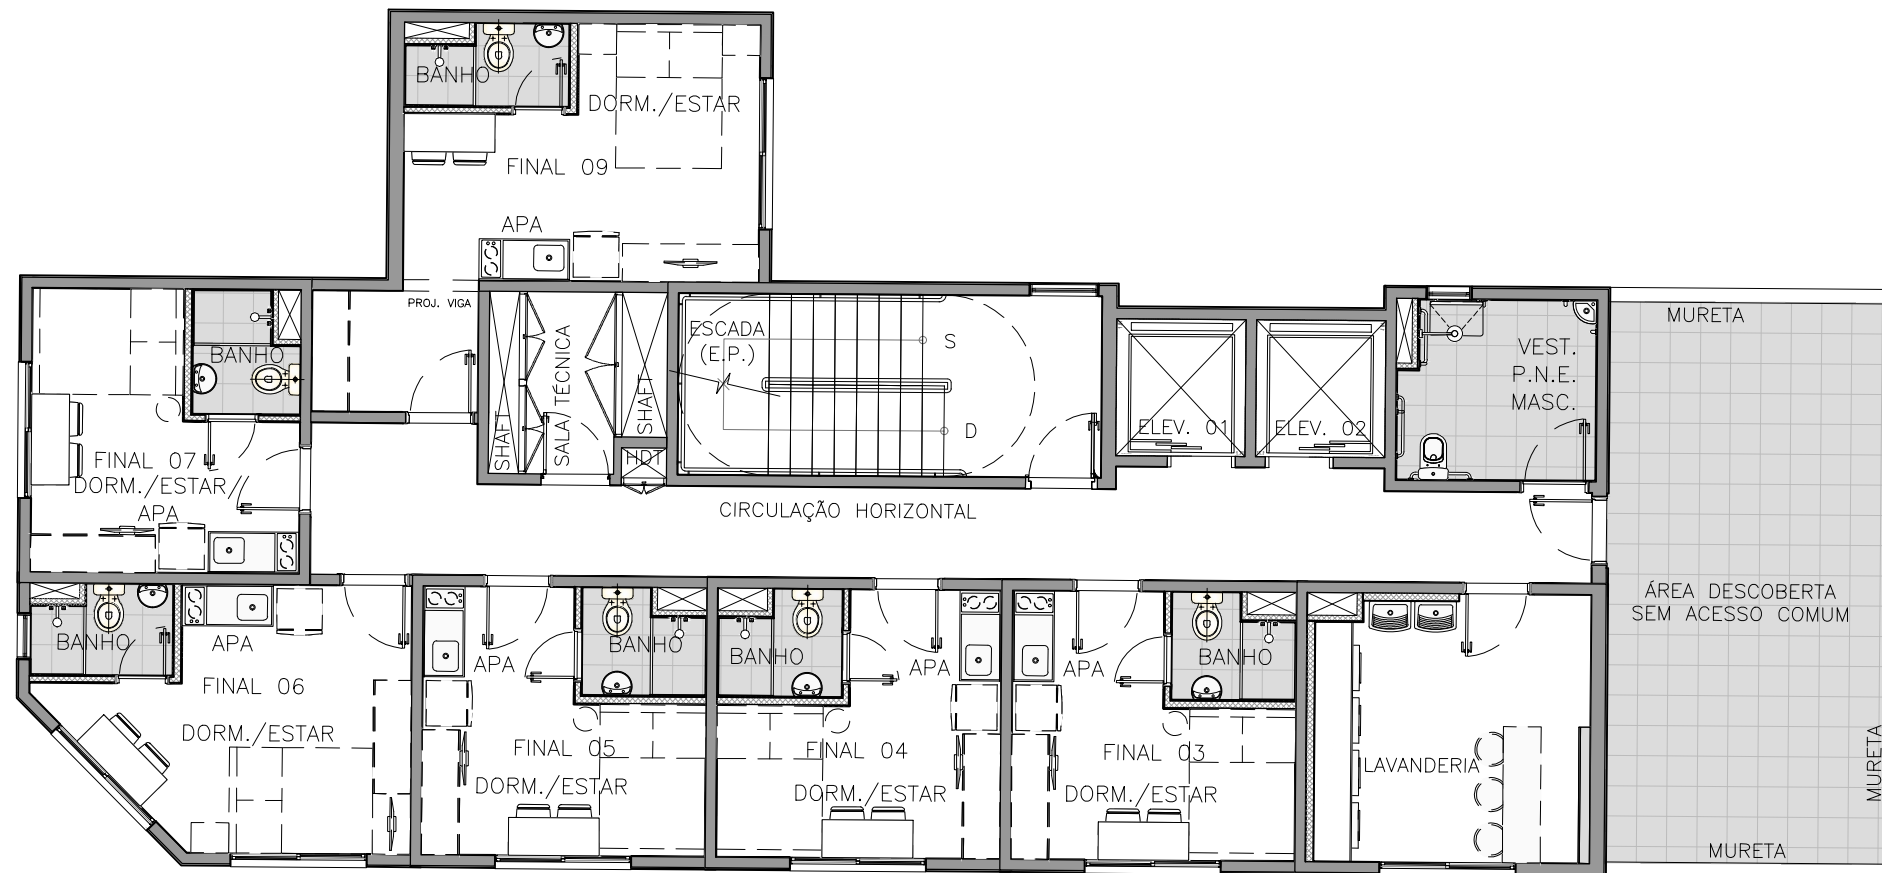 BANHO
DORM./ESTAR
FINAL 09
APA
PROJ. VIGA
SHAFT
SALA TÉCNICA
SHAFT
HDT
ESCADA
(E.P.)
S
D
ELEV. 01
ELEV. 02
VEST.
P.N.E.
MASC.
MURETA
BANHO
FINAL 07
DORM./ESTAR/
APA
CIRCULAÇÃO HORIZONTAL
ÁREA DESCOBERTA
SEM ACESSO COMUM
BANHO
APA
FINAL 06
DORM./ESTAR
APA
BANHO
FINAL 05
DORM./ESTAR
BANHO
APA
FINAL 04
DORM./ESTAR
APA
BANHO
FINAL 03
DORM./ESTAR
LAVANDERIA
MURETA
MURETA